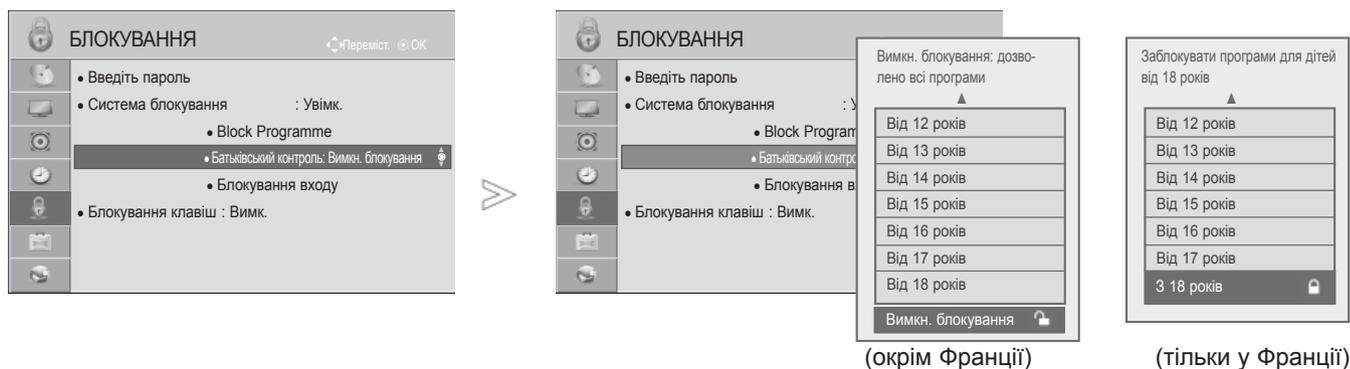 БЛОКУВАННЯ
Переміст. OK
• Введіть пароль
• Система блокування : Увімк.
• Block Programme
• Батьківський контроль: Вимкн. блокування
• Блокування входу
• Блокування клавіш : Вимк.
БЛОКУВАННЯ
• Введіть пароль
• Система блокування : У
• Block Program
• Батьківський контро
• Блокування в
• Блокування клавіш : Вимк.
Вимкн. блокування: дозво-
лено всі програми
Від 12 років
Від 13 років
Від 14 років
Від 15 років
Від 16 років
Від 17 років
Від 18 років
Вимкн. блокування
(окрім Франції)
Заблокувати програми для дітей
від 18 років
Від 12 років
Від 13 років
Від 14 років
Від 15 років
Від 16 років
Від 17 років
З 18 років
(тільки у Франції)